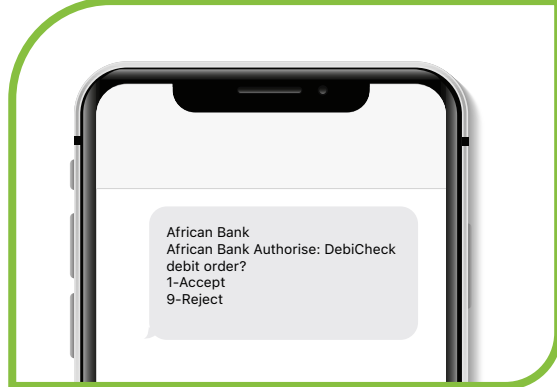 African Bank
African Bank Authorise: DebiCheck
debit order?
1-Accept
9-Reject